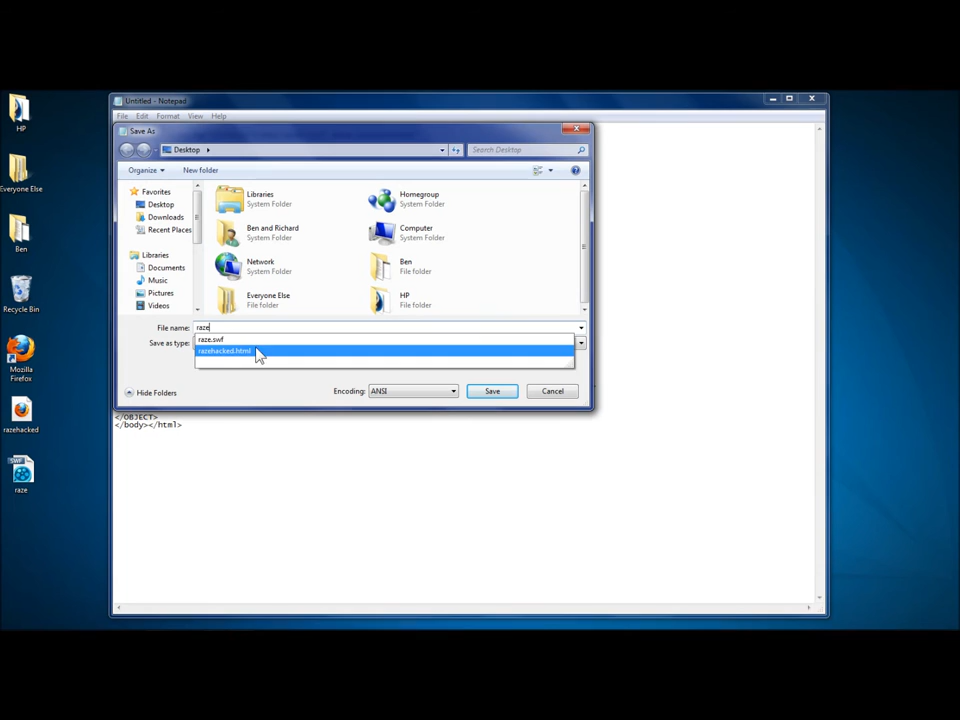 HP
Everyone Else
Ben
Recycle Bin
Mozilla
Firefox
razehacked
SWF
raze
Untitled - Notepad
File Edit Format View Help
Save As
Desktop
Search Desktop
Organize
New folder
Favorites
Desktop
Downloads
Recent Places
Libraries
Documents
Music
Pictures
Videos
Libraries
System Folder
Homegroup
System Folder
Ben and Richard
System Folder
Computer
System Folder
Network
System Folder
Ben
File folder
Everyone Else
File folder
HP
File folder
File name: raze
raze.swf
Save as type:
razehacked.html
Hide Folders
Encoding: ANSI
Save
Cancel
</OBJECT>
</body></html>